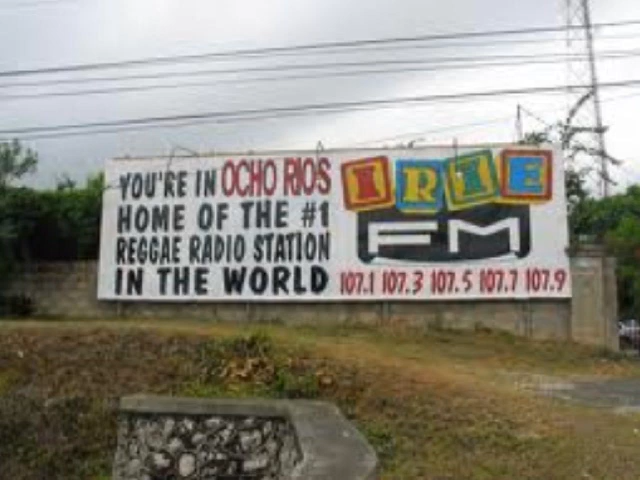 YOU'RE IN OCHO RIOS
HOME OF THE #1
REGGAE RADIO STATION
IN THE WORLD
IRIE
FM
107.1 107.3 107.5 107.7 107.9